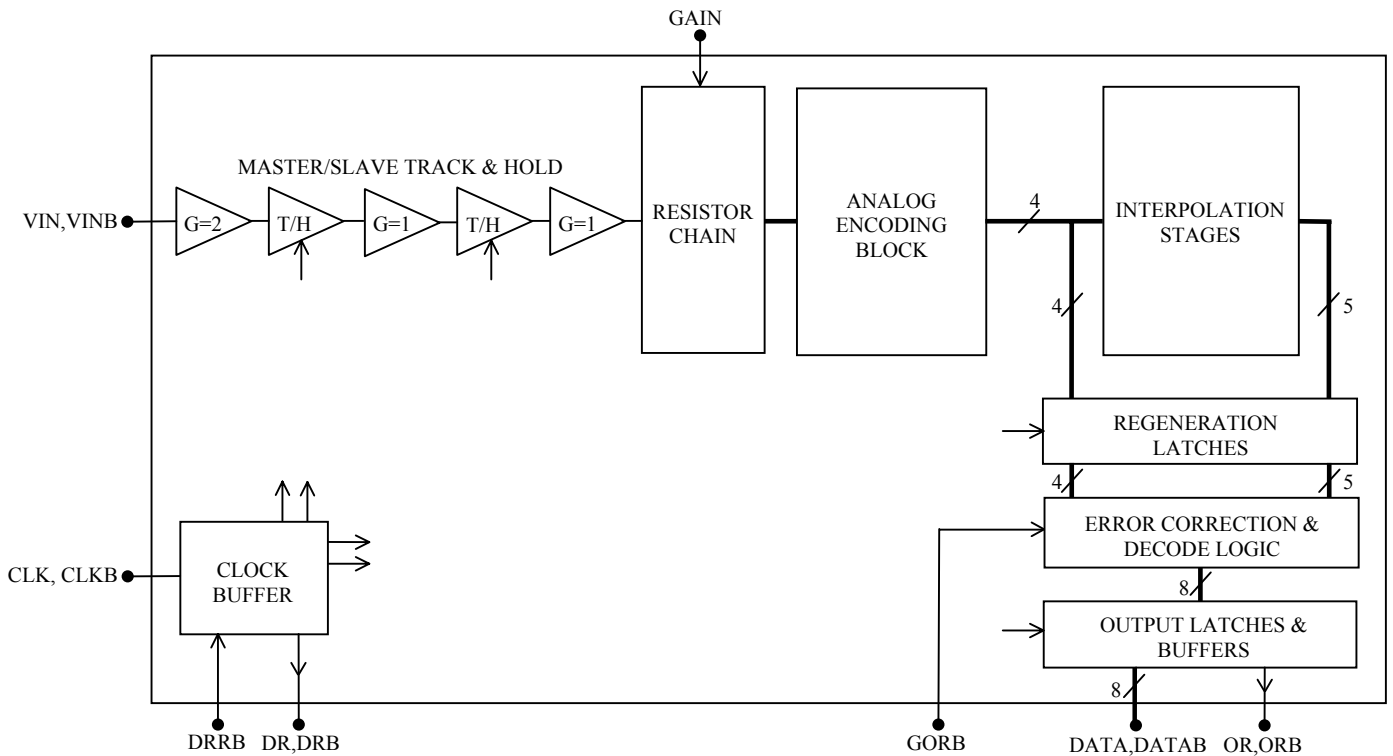 GAIN
MASTER/SLAVE TRACK & HOLD
VIN,VINB
G=2
T/H
G=1
T/H
G=1
RESISTOR
CHAIN
ANALOG
ENCODING
BLOCK
4
INTERPOLATION
STAGES
4
5
REGENERATION
LATCHES
4
5
ERROR CORRECTION &
DECODE LOGIC
CLK, CLKB
CLOCK
BUFFER
8
OUTPUT LATCHES &
BUFFERS
8
DRRB
DR,DRB
GORB
DATA,DATAB
OR,ORB